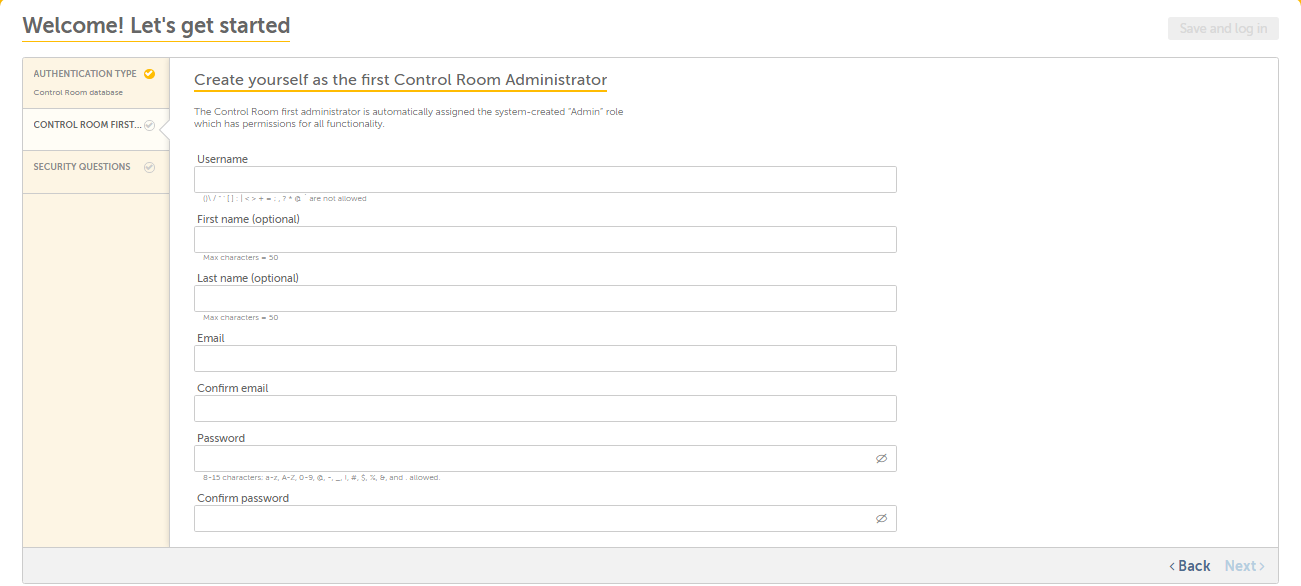 Welcome! Let's get started
Save and log in
AUTHENTICATION TYPE
Control Room database
CONTROL ROOM FIRST...
SECURITY QUESTIONS
Create yourself as the first Control Room Administrator
The Control Room first administrator is automatically assigned the system-created "Admin" role
which has permissions for all functionality.
Username
are not allowed
First name (optional)
Max characters = 50
Last name (optional)
Max characters = 50
Email
Confirm email
Password
8-15 characters: a-z, A-Z, 0-9, @, -, _, !, #, $, %, &, and . allowed.
Confirm password
Back
Next